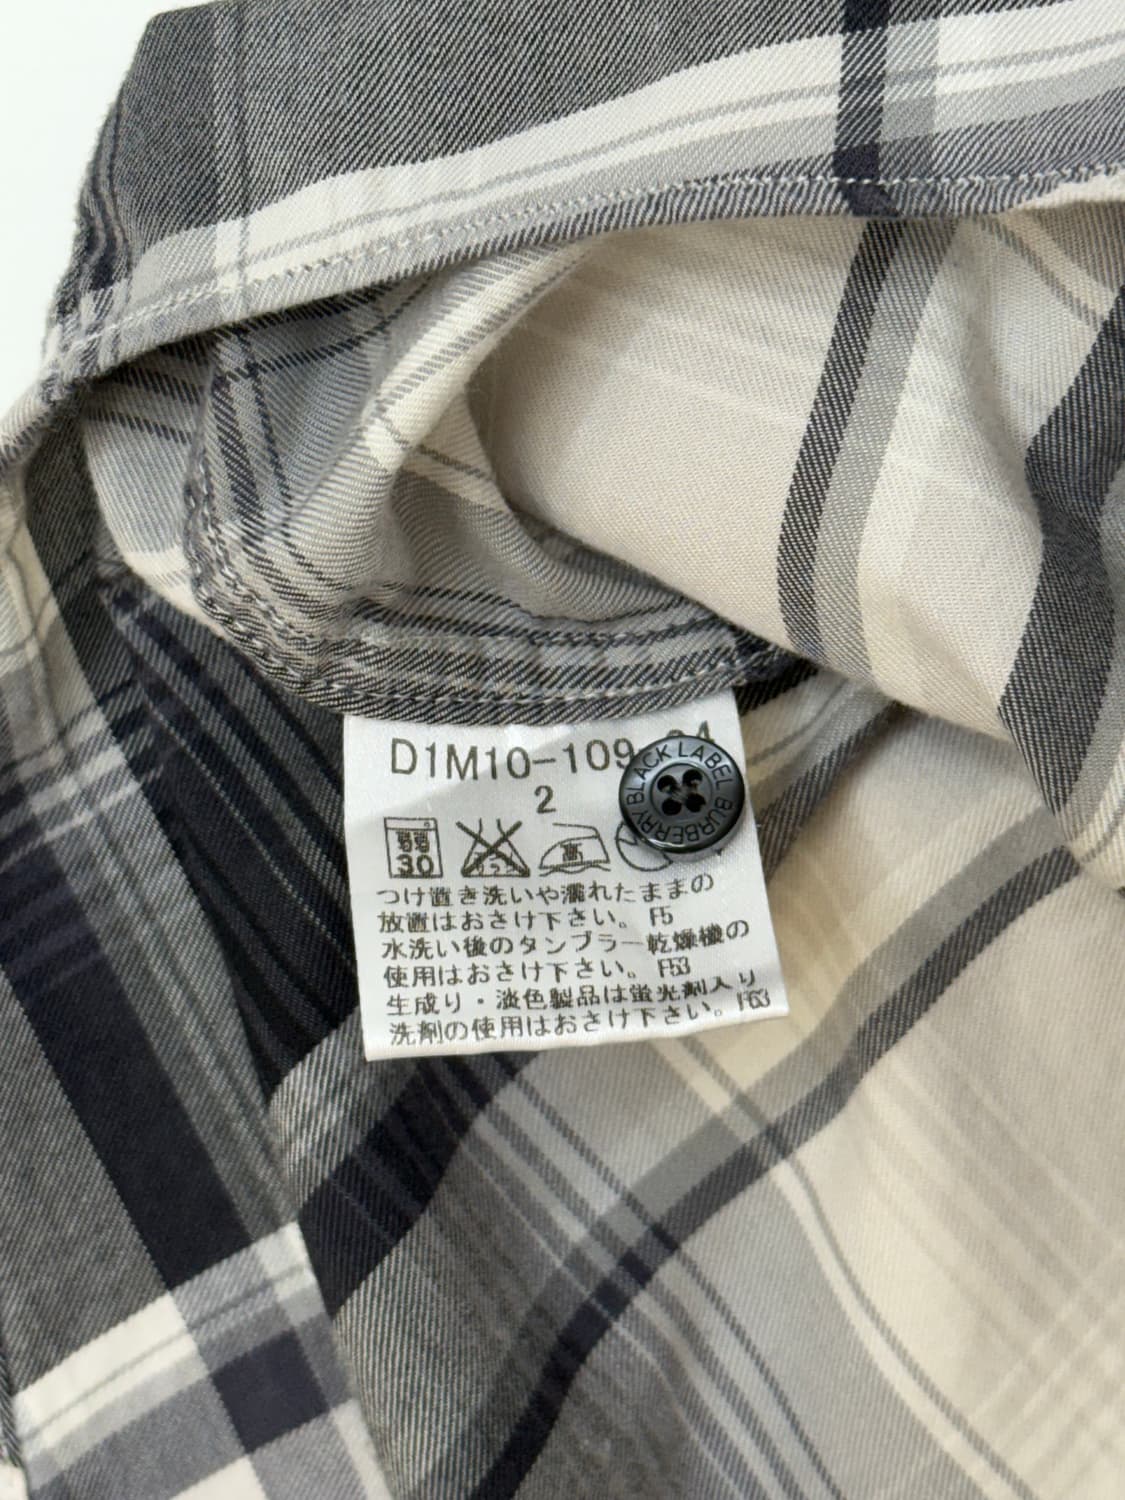 D1M10-109
2
弱
30
エンソ
高
BLACK LABEL BURBERRY
つけ置き洗いや濡れたままの
放置はおさけ下さい。 F5
水洗い後のタンブラー乾燥機の
使用はおさけ下さい。 F53
生成り・淡色製品は蛍光剤入り
洗剤の使用はおさけ下さい。 F63